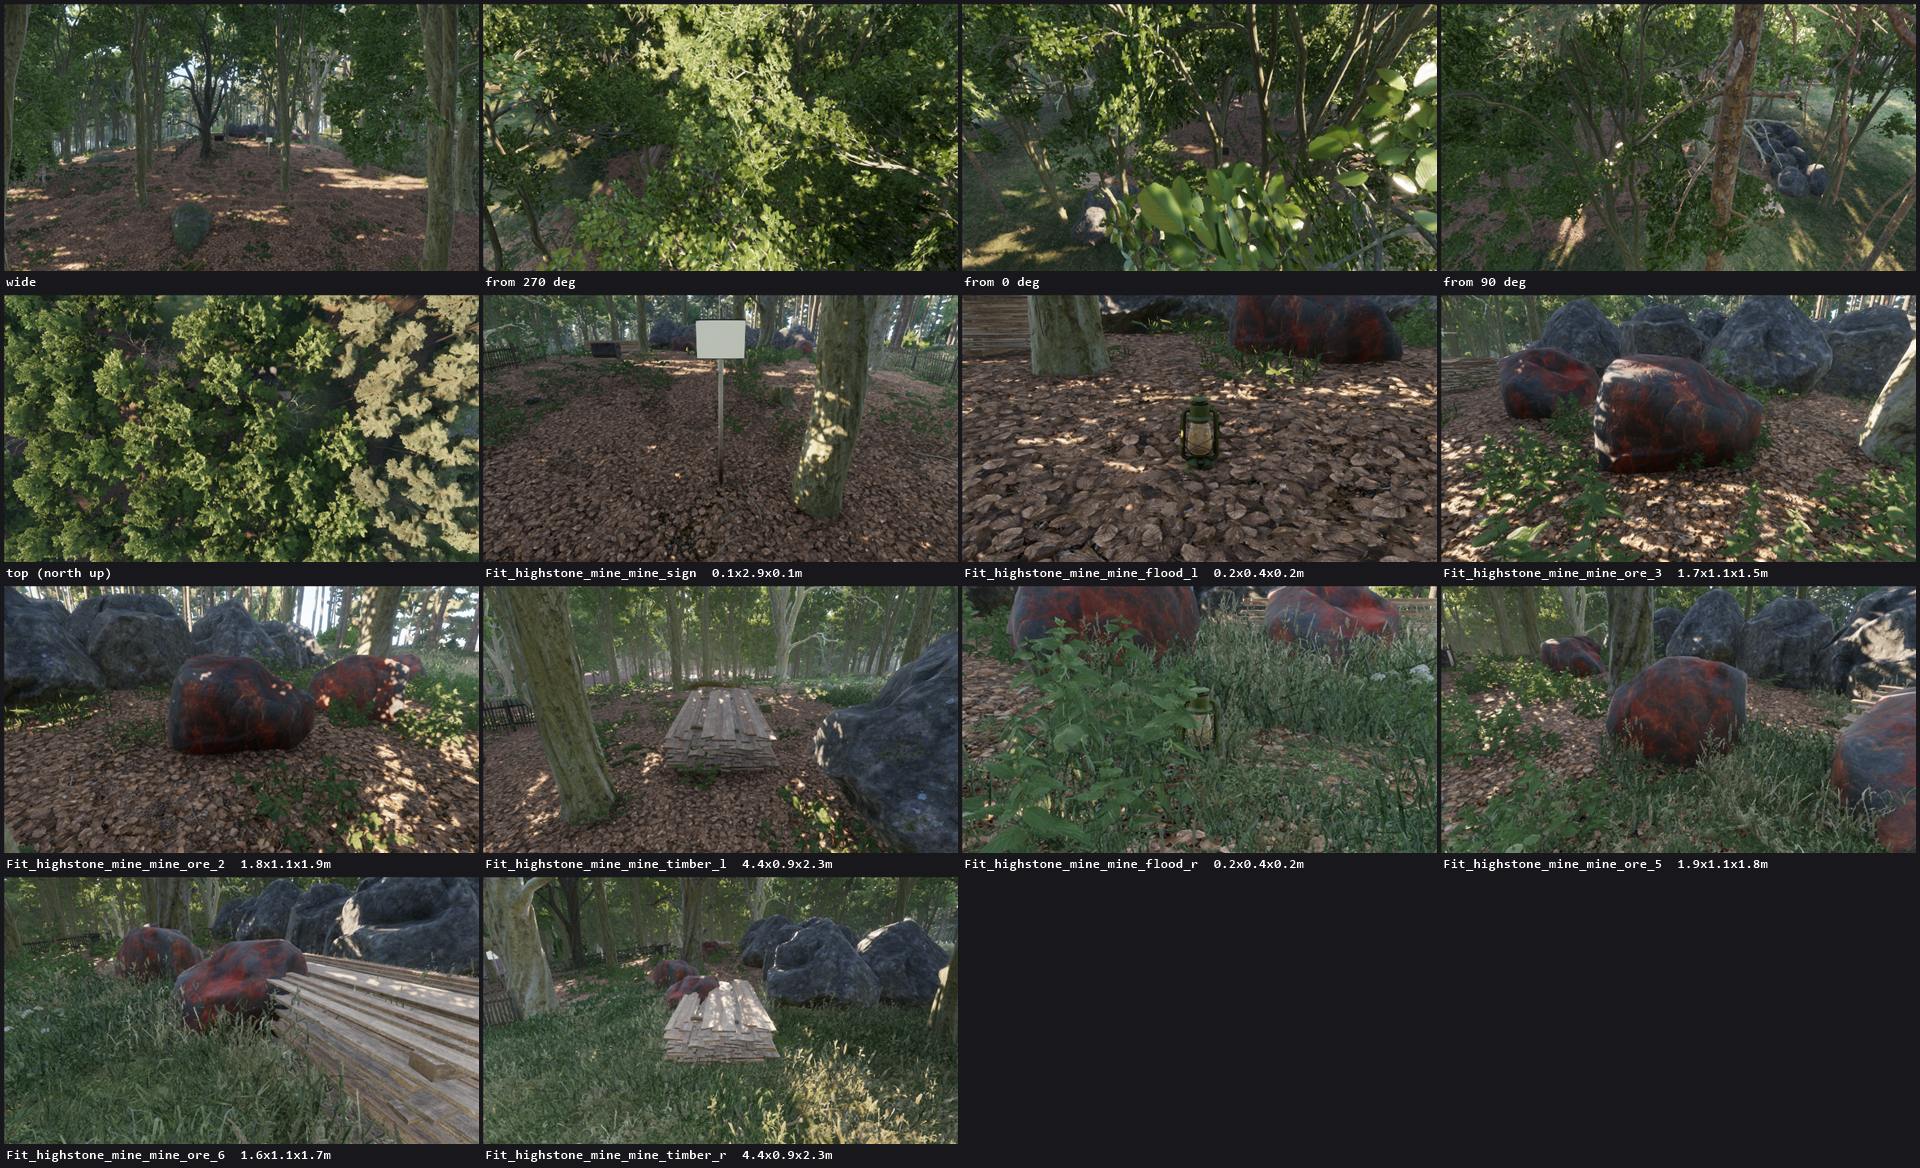 wide
from 270 deg
from 0 deg
from 90 deg
top (north up)
Fit_highstone_mine_mine_sign 0.1x2.9x0.1m
Fit_highstone_mine_mine_flood_l 0.2x0.4x0.2m
Fit_highstone_mine_mine_ore_3 1.7x1.1x1.5m
Fit_highstone_mine_mine_ore_2 1.8x1.1x1.9m
Fit_highstone_mine_mine_timber_l 4.4x0.9x2.3m
Fit_highstone_mine_mine_flood_r 0.2x0.4x0.2m
Fit_highstone_mine_mine_ore_5 1.9x1.1x1.8m
Fit_highstone_mine_mine_ore_6 1.6x1.1x1.7m
Fit_highstone_mine_mine_timber_r 4.4x0.9x2.3m